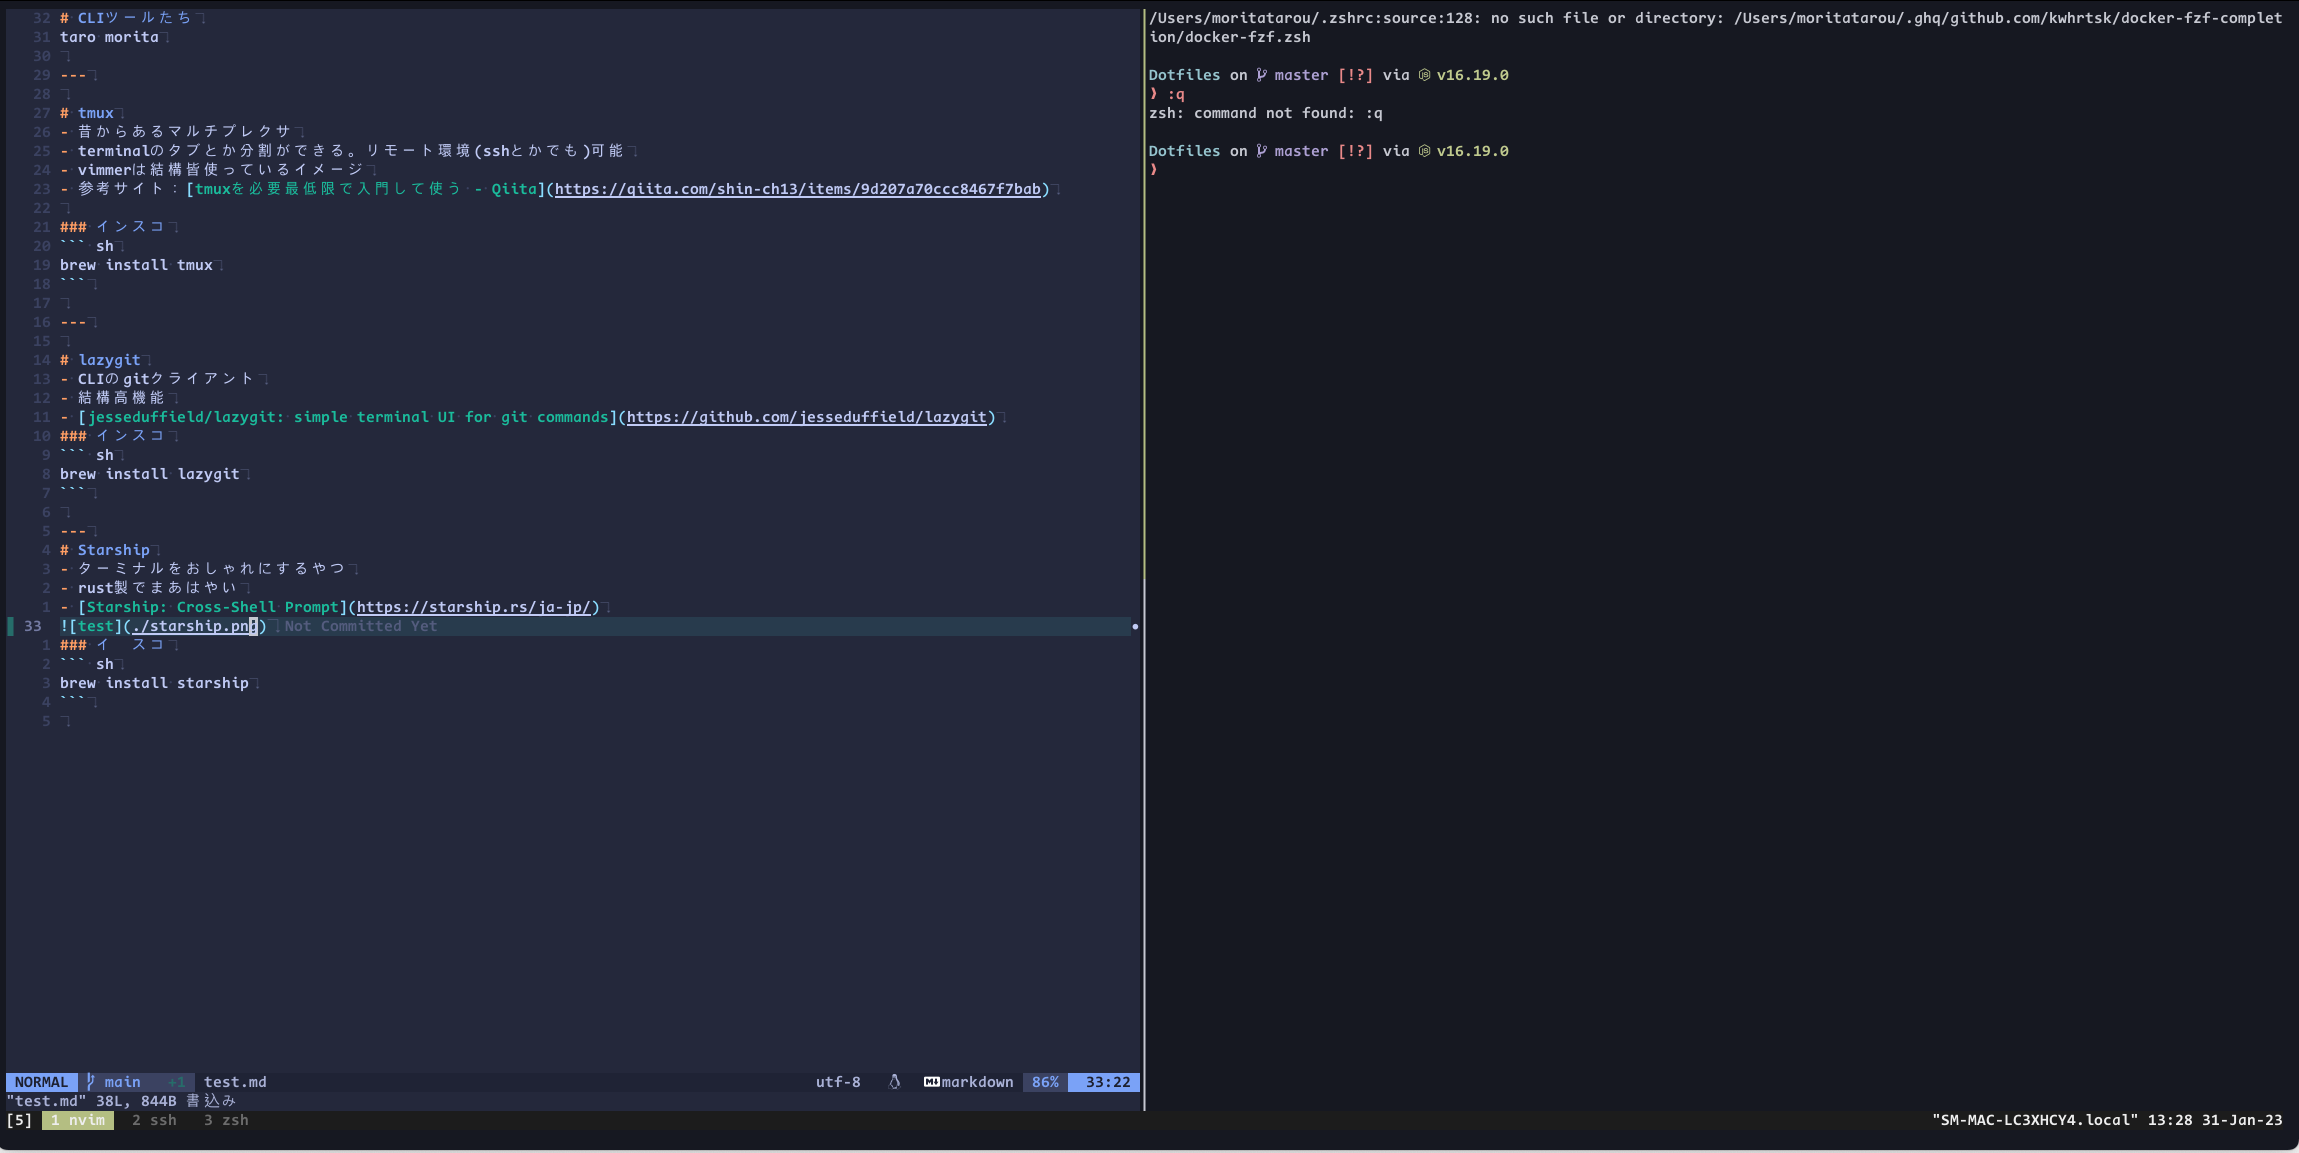 32 # CLIツールたち
31 taro morita
30
29 ---
28
27 # tmux
26 - 昔からあるマルチプレクサ
25 - terminalのタブとか分割ができる。リモート環境(sshとかでも)可能
24 - vimmerは結構皆使っているイメージ
23 - 参考サイト：[tmuxを必要最低限で入門して使う - Qiita](https://qiita.com/shin-ch13/items/9d207a70ccc8467f7bab)
22
21 ### インスコ
20 ``` sh
19 brew install tmux
18 ```
17
16 ---
15
14 # lazygit
13 - CLIのgitクライアント
12 - 結構高機能
11 - [jesseduffield/lazygit: simple terminal UI for git commands](https://github.com/jesseduffield/lazygit)
10 ### インスコ
9 ``` sh
8 brew install lazygit
7 ```
6
5 ---
4 # Starship
3 - ターミナルをおしゃれにするやつ
2 - rust製でまあはやい
1 - [Starship: Cross-Shell Prompt](https://starship.rs/ja-jp/)
33 ![test](./starship.png) Not Committed Yet
1 ### イ スコ
2 ``` sh
3 brew install starship
4 ```
5
NORMAL main +1 test.md utf-8 markdown 86% 33:22
"test.md" 38L, 844B 書込み
/Users/moritatarou/.zshrc:source:128: no such file or directory: /Users/moritatarou/.ghq/github.com/kwhrtsk/docker-fzf-complet
ion/docker-fzf.zsh
Dotfiles on master [!?] via v16.19.0
❱ :q
zsh: command not found: :q
Dotfiles on master [!?] via v16.19.0
❱
[5] 1 nvim 2 ssh 3 zsh "SM-MAC-LC3XHCY4.local" 13:28 31-Jan-23